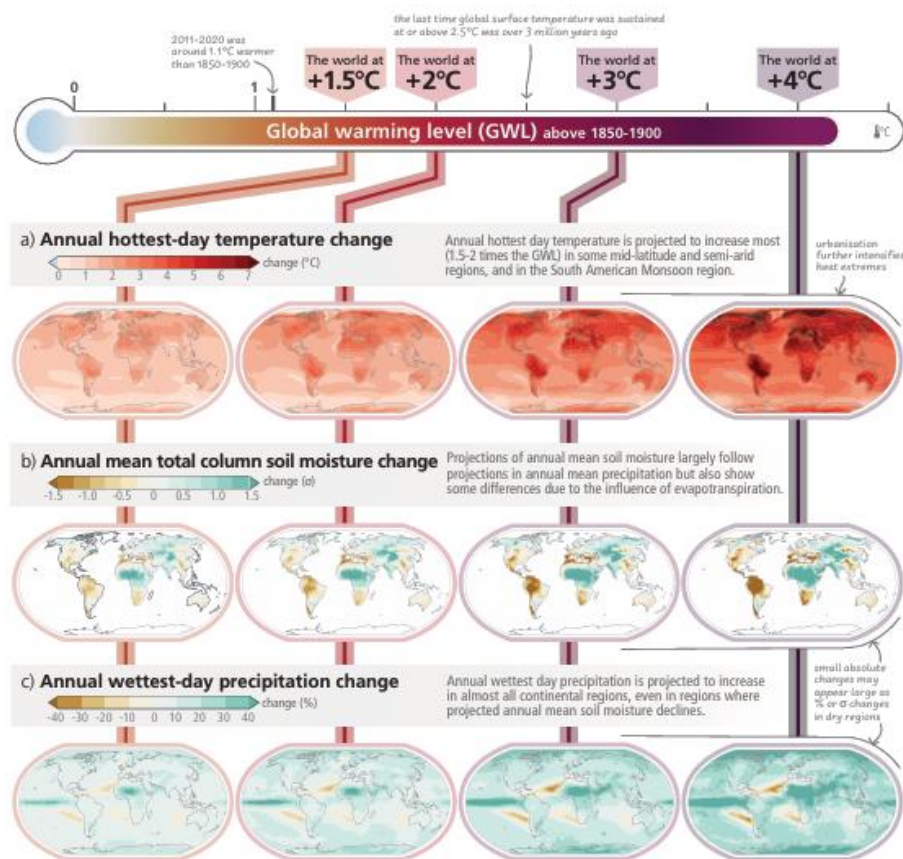 the last time global surface temperature was sustained
at or above 2.5°C was over 3 million years ago
2011-2020 was
around 1.1°C warmer
than 1850-1900
The world at
+1.5°C
The world at
+2°C
The world at
+3°C
The world at
+4°C
0
1
Global warming level (GWL) above 1850-1900
°C
a) Annual hottest-day temperature change
0 1 2 3 4 5 6 7 change (°C)
Annual hottest day temperature is projected to increase most
(1.5-2 times the GWL) in some mid-latitude and semi-arid
regions, and in the South American Monsoon region.
urbanisation
further intensifies
heat extremes
b) Annual mean total column soil moisture change
-1.5 -1.0 -0.5 0 0.5 1.0 1.5 change (σ)
Projections of annual mean soil moisture largely follow
projections in annual mean precipitation but also show
some differences due to the influence of evapotranspiration.
c) Annual wettest-day precipitation change
-40 -30 -20 -10 0 10 20 30 40 change (%)
Annual wettest day precipitation is projected to increase
in almost all continental regions, even in regions where
projected annual mean soil moisture declines.
small absolute
changes may
appear large as
% or σ changes
in dry regions